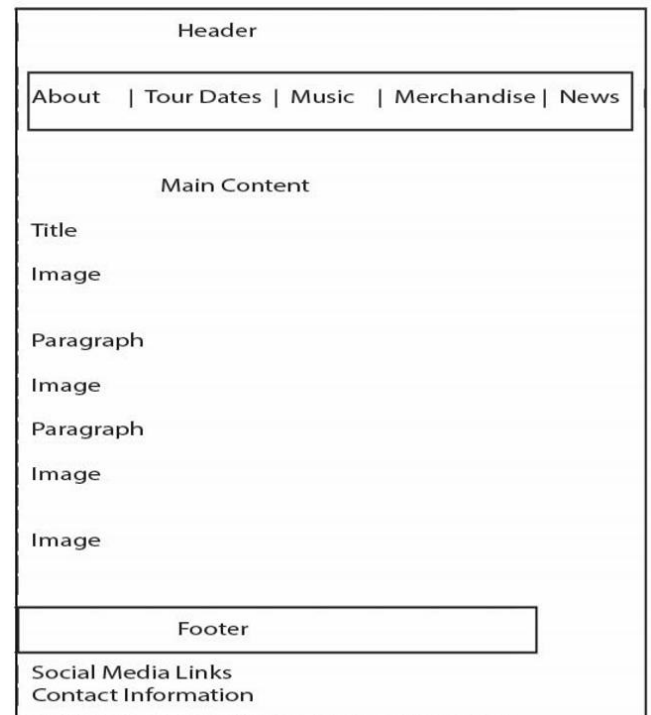 Header
About | Tour Dates | Music | Merchandise | News
Main Content
Title
Image
Paragraph
Image
Paragraph
Image
Image
Footer
Social Media Links
Contact Information